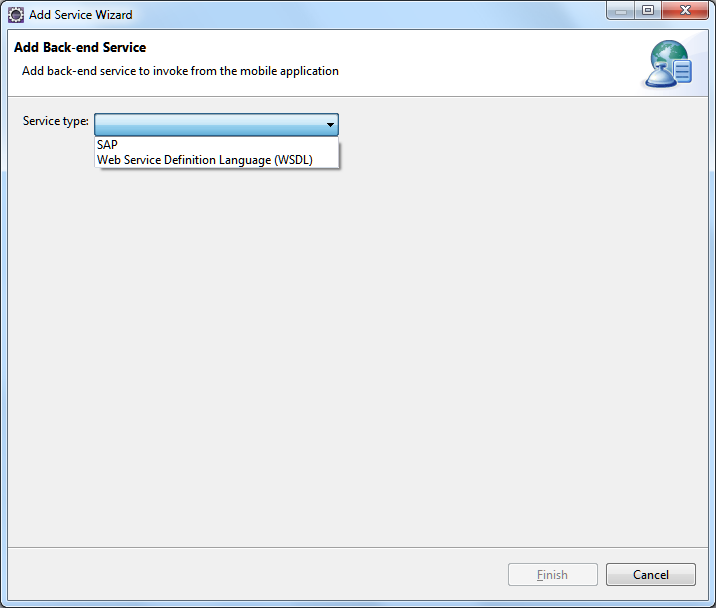 Add Service Wizard
Add Back-end Service
Add back-end service to invoke from the mobile application
Service type:
SAP
Web Service Definition Language (WSDL)
Finish
Cancel